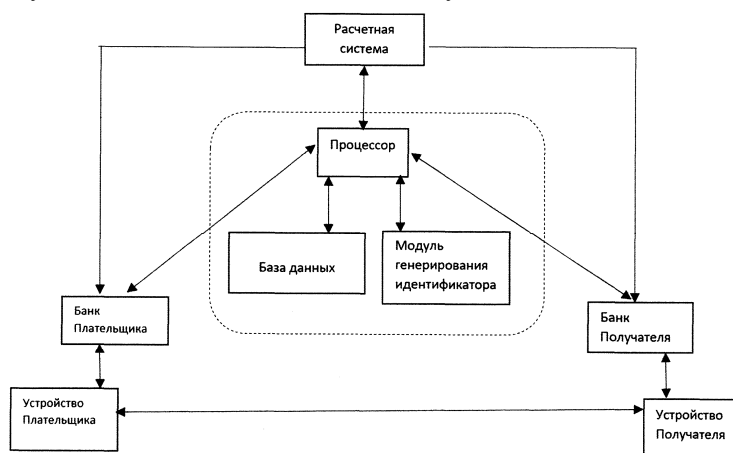 Расчетная
система
Процессор
База данных
Модуль
генерирования
идентификатора
Банк
Плательщика
Банк
Получателя
Устройство
Плательщика
Устройство
Получателя